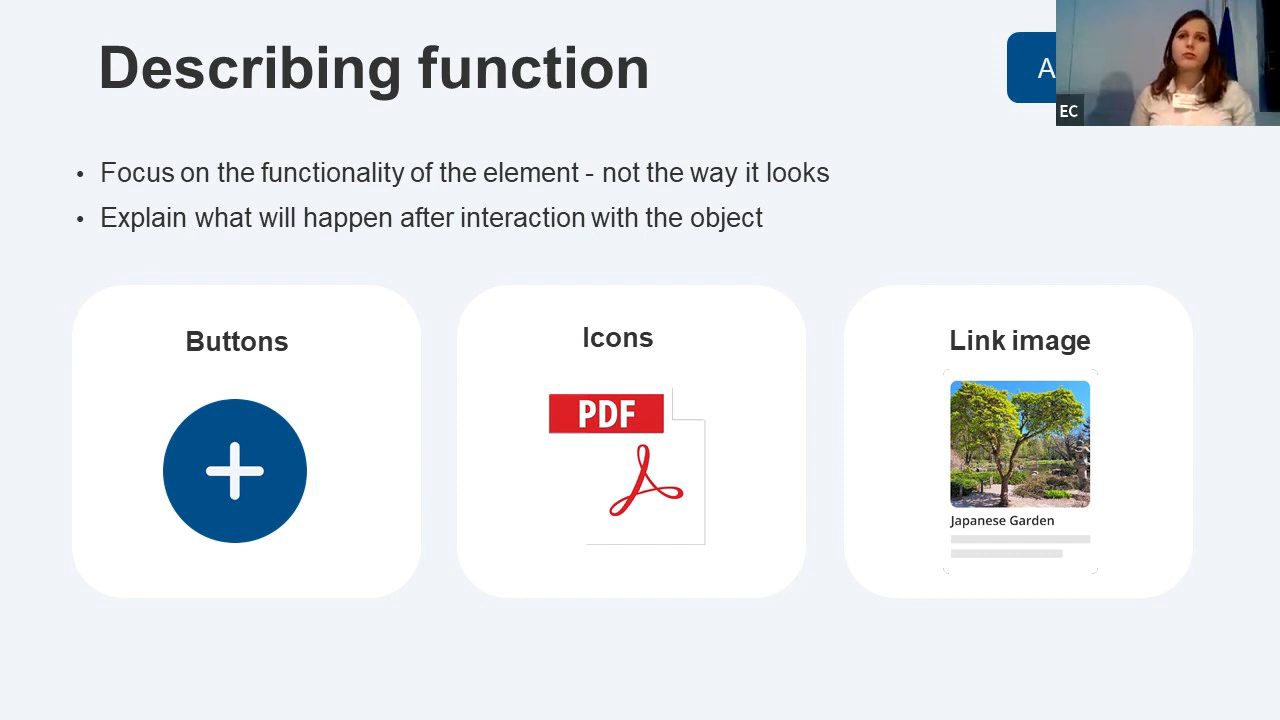 Describing function
A
EC
• Focus on the functionality of the element - not the way it looks
• Explain what will happen after interaction with the object
Buttons
Icons
Link image
PDF
Japanese Garden